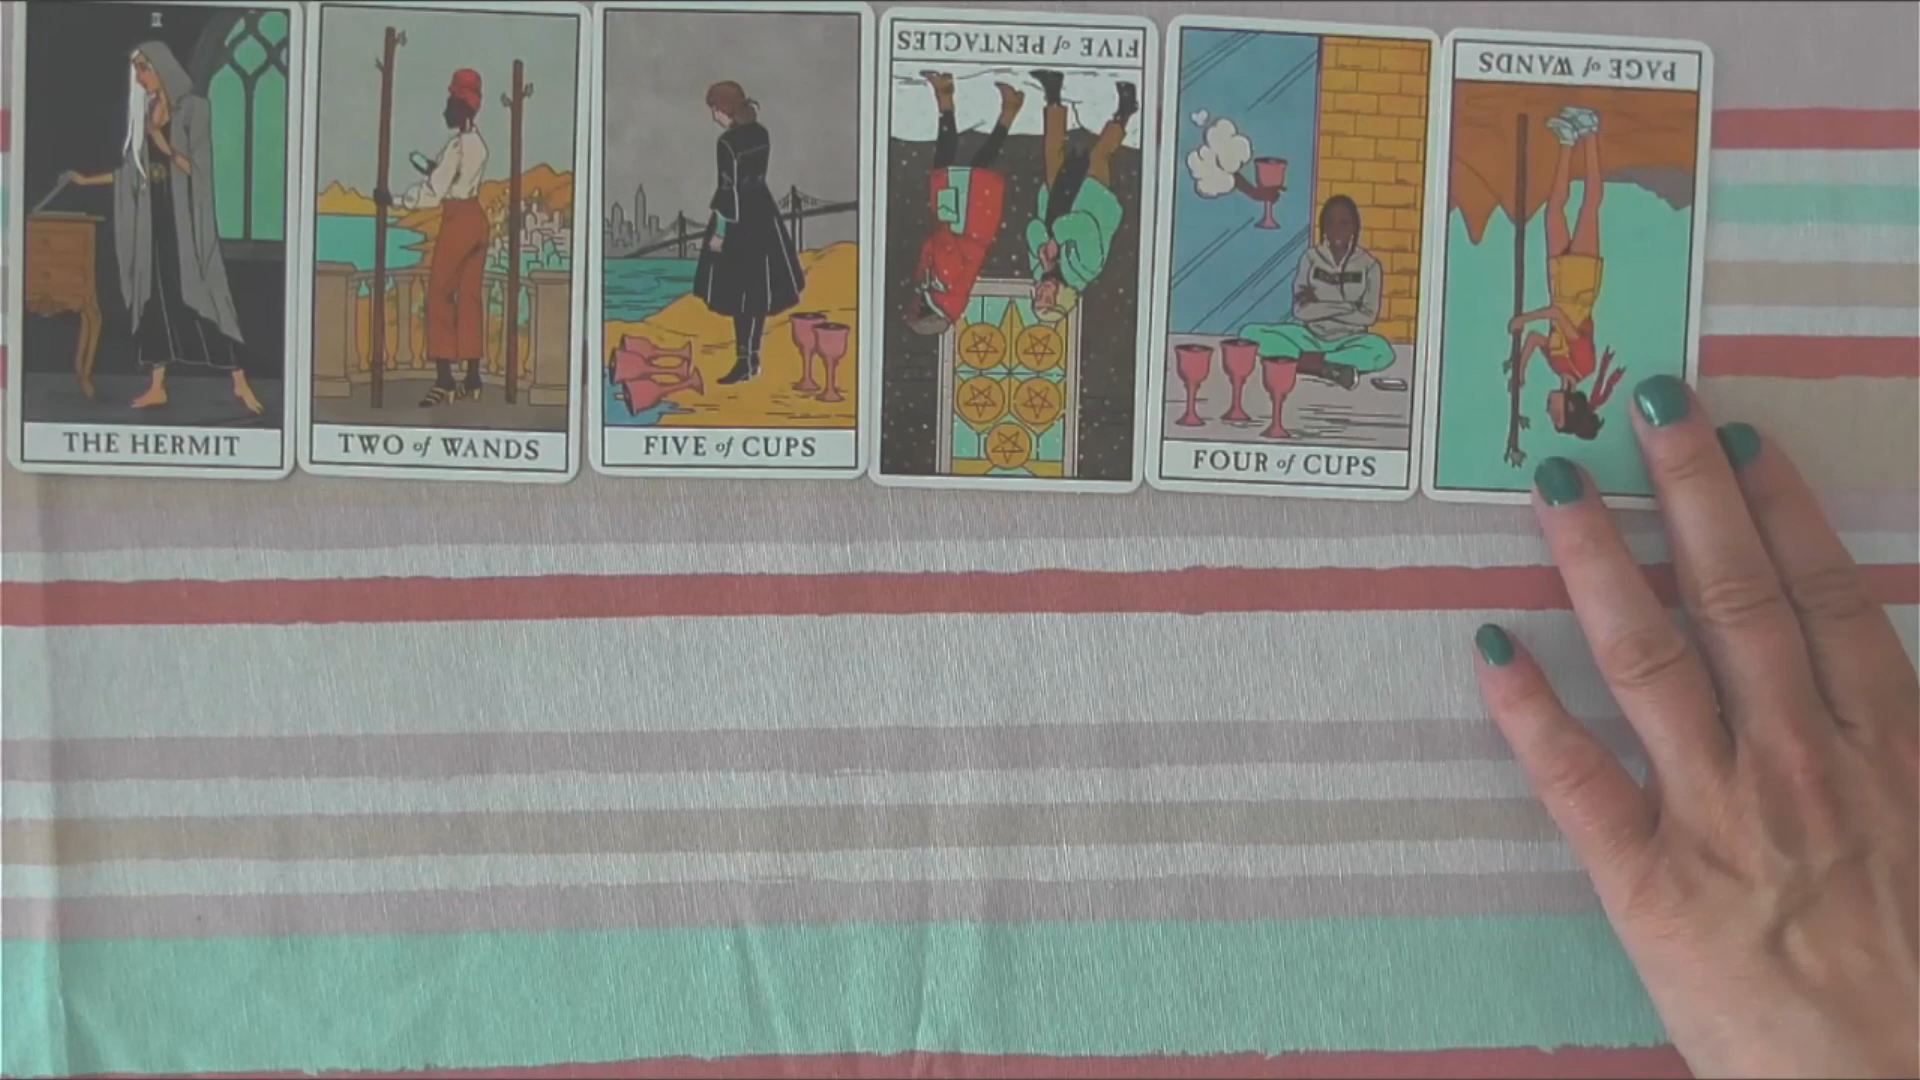 THE HERMIT
TWO of WANDS
FIVE of CUPS
FIVE of PENTACLES
FOUR of CUPS
PAGE of WANDS